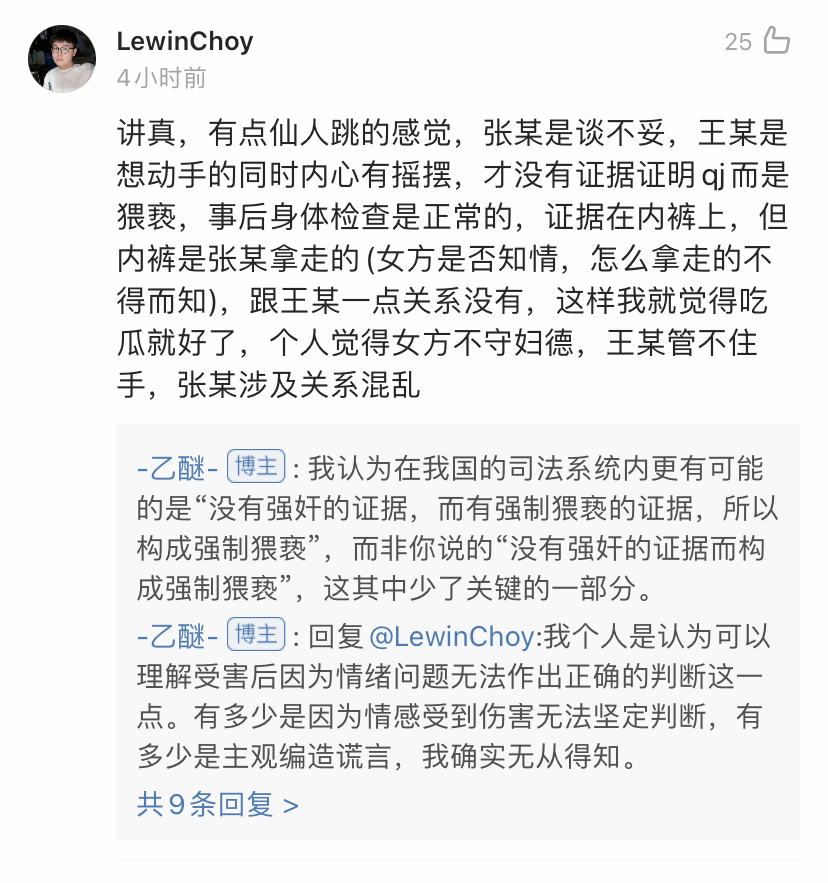 LewinChoy
25
4小时前
讲真，有点仙人跳的感觉，张某是谈不妥，王某是
想动手的同时内心有摇摆，才没有证据证明qj而是
猥亵，事后身体检查是正常的，证据在内裤上，但
内裤是张某拿走的(女方是否知情，怎么拿走的不
得而知)，跟王某一点关系没有，这样我就觉得吃
瓜就好了，个人觉得女方不守妇德，王某管不住
手，张某涉及关系混乱
-乙醚- 博主：我认为在我国的司法系统内更有可能
的是“没有强奸的证据，而有强制猥亵的证据，所以
构成强制猥亵”，而非你说的“没有强奸的证据而构
成强制猥亵”，这其中少了关键的一部分。
-乙醚- 博主：回复@LewinChoy:我个人是认为可以
理解受害后因为情绪问题无法作出正确的判断这一
点。有多少是因为情感受到伤害无法坚定判断，有
多少是主观编造谎言，我确实无从得知。
共9条回复 >